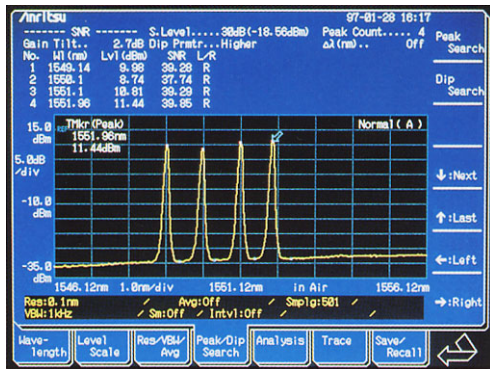 Anritsu 97-01-28 16:17
------- SNR ------- S.Level.....30dB(-18.56dBm) Peak Count..... 4
Gain Tilt.. 2.7dB Dip Prmtr...Higher Δλ(nm).. Off
No. Wl(nm) Lvl(dBm) SNR L/R
1 1549.14 9.98 39.28 R
2 1550.1 8.74 37.74 R
3 1551.1 10.81 39.29 R
4 1551.96 11.44 39.85 R
Peak
Search
Dip
Search
↓:Next
↑:Last
←:Left
→:Right
TMkr(Peak) Normal(A)
1551.96nm
11.44dBm
15.0
dBm
5.0dB
/div
-10.0
dBm
-35.0
dBm
1546.12nm 1.0nm/div 1551.12nm in Air 1556.12nm
Res:0.1nm / Avg:Off / Smplg:501 /
VBW:1kHz / Sm:Off / Intvl:Off / /
Wave-
length
Level
Scale
Res/VBW/
Avg
Peak/Dip
Search
Analysis
Trace
Save/
Recall